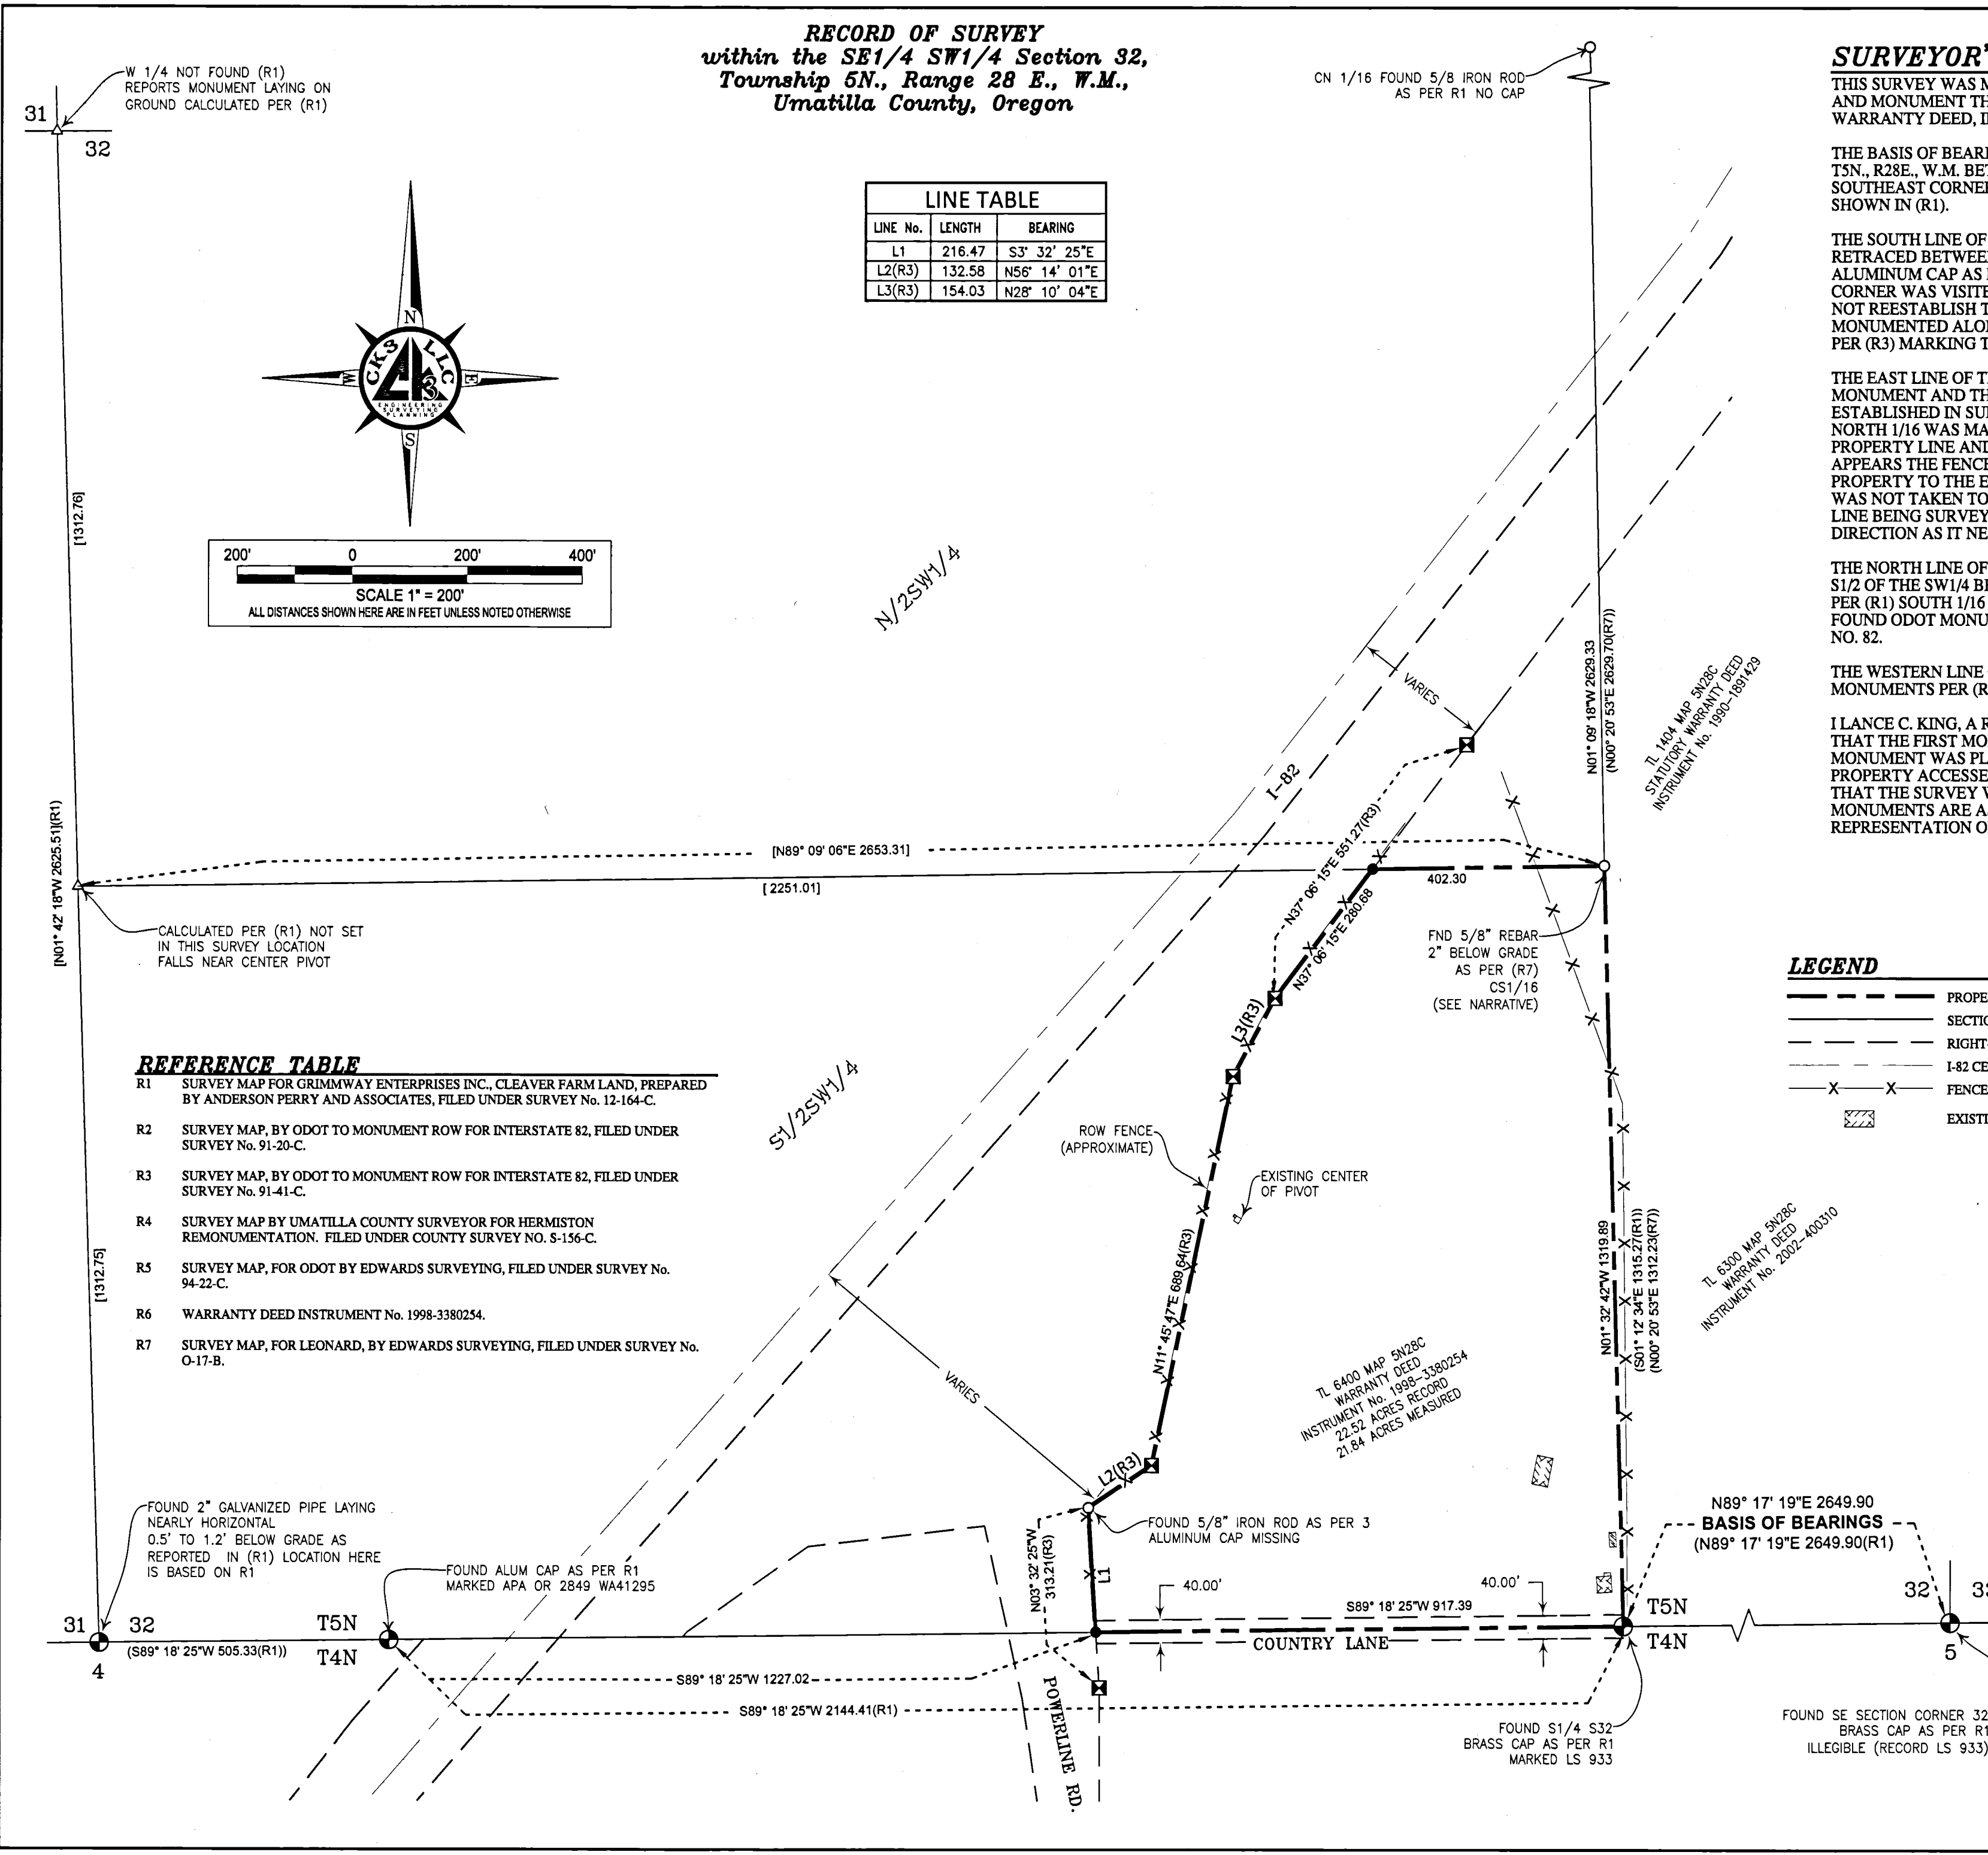 RECORD OF SURVEY
within the SE1/4 SW1/4 Section 32,
Township 5N., Range 28 E., W.M.,
Umatilla County, Oregon
W 1/4 NOT FOUND (R1)
REPORTS MONUMENT LAYING ON
GROUND CALCULATED PER (R1)
31
32
CN 1/16 FOUND 5/8 IRON ROD
AS PER R1 NO CAP
LINE TABLE
LINE No. LENGTH BEARING
L1 216.47 S3° 32' 25"E
L2(R3) 132.58 N56° 14' 01"E
L3(R3) 154.03 N28° 10' 04"E
N
W
E
S
CK3 LLC
CK3
ENGINEERING
SURVEYING
PLANNING
200' 0 200' 400'
SCALE 1" = 200'
ALL DISTANCES SHOWN HERE ARE IN FEET UNLESS NOTED OTHERWISE
SURVEYOR'
THIS SURVEY WAS M
AND MONUMENT TH
WARRANTY DEED, I
THE BASIS OF BEAR
T5N., R28E., W.M. BE
SOUTHEAST CORNE
SHOWN IN (R1).
THE SOUTH LINE OF
RETRACED BETWEE
ALUMINUM CAP AS
CORNER WAS VISITE
NOT REESTABLISH T
MONUMENTED ALO
PER (R3) MARKING T
THE EAST LINE OF T
MONUMENT AND TH
ESTABLISHED IN SU
NORTH 1/16 WAS MA
PROPERTY LINE AND
APPEARS THE FENCE
PROPERTY TO THE E
WAS NOT TAKEN TO
LINE BEING SURVEY
DIRECTION AS IT NE
THE NORTH LINE OF
S1/2 OF THE SW1/4 B
PER (R1) SOUTH 1/16
FOUND ODOT MONU
NO. 82.
THE WESTERN LINE
MONUMENTS PER (R
I LANCE C. KING, A R
THAT THE FIRST MO
MONUMENT WAS PL
PROPERTY ACCESSE
THAT THE SURVEY W
MONUMENTS ARE A
REPRESENTATION O
[1312.76]
[N01° 42' 18"W 2625.51](R1)
[1312.75]
N/2SW1/4
S1/2SW1/4
I-82
VARIES
N01° 09' 18"W 2629.33
(N00° 20' 53"E 2629.70(R7))
TL 1404 MAP 5N28C
STATUTORY WARRANTY DEED
INSTRUMENT No. 1990-1891429
[N89° 09' 06"E 2653.31]
[ 2251.01]
402.30
N37° 06' 15"E 551.27(R3)
N37° 06' 15"E 280.68
CALCULATED PER (R1) NOT SET
IN THIS SURVEY LOCATION
FALLS NEAR CENTER PIVOT
FND 5/8" REBAR
2" BELOW GRADE
AS PER (R7)
CS1/16
(SEE NARRATIVE)
LEGEND
PROPE
SECTIO
RIGHT
I-82 CE
FENCE
EXISTI
REFERENCE TABLE
R1 SURVEY MAP FOR GRIMMWAY ENTERPRISES INC., CLEAVER FARM LAND, PREPARED
BY ANDERSON PERRY AND ASSOCIATES, FILED UNDER SURVEY No. 12-164-C.
R2 SURVEY MAP, BY ODOT TO MONUMENT ROW FOR INTERSTATE 82, FILED UNDER
SURVEY No. 91-20-C.
R3 SURVEY MAP, BY ODOT TO MONUMENT ROW FOR INTERSTATE 82, FILED UNDER
SURVEY No. 91-41-C.
R4 SURVEY MAP BY UMATILLA COUNTY SURVEYOR FOR HERMISTON
REMONUMENTATION. FILED UNDER COUNTY SURVEY NO. S-156-C.
R5 SURVEY MAP, FOR ODOT BY EDWARDS SURVEYING, FILED UNDER SURVEY No.
94-22-C.
R6 WARRANTY DEED INSTRUMENT No. 1998-3380254.
R7 SURVEY MAP, FOR LEONARD, BY EDWARDS SURVEYING, FILED UNDER SURVEY No.
O-17-B.
L3(R3)
ROW FENCE
(APPROXIMATE)
EXISTING CENTER
OF PIVOT
N11° 45' 47"E 689.64(R3)
VARIES
L2(R3)
TL 6400 MAP 5N28C
WARRANTY DEED
INSTRUMENT No. 1998-3380254
22.52 ACRES RECORD
21.84 ACRES MEASURED
N01° 32' 42"W 1319.89
(S01° 12' 34"E 1315.27(R1))
(N00° 20' 53"E 1312.23(R7))
TL 6300 MAP 5N28C
WARRANTY DEED
INSTRUMENT No. 2002-400310
FOUND 2" GALVANIZED PIPE LAYING
NEARLY HORIZONTAL
0.5' TO 1.2' BELOW GRADE AS
REPORTED IN (R1) LOCATION HERE
IS BASED ON R1
FOUND ALUM CAP AS PER R1
MARKED APA OR 2849 WA41295
FOUND 5/8" IRON ROD AS PER 3
ALUMINUM CAP MISSING
N03° 32' 25"W
313.21(R3)
L1
40.00'
40.00'
S89° 18' 25"W 917.39
COUNTRY LANE
N89° 17' 19"E 2649.90
BASIS OF BEARINGS
(N89° 17' 19"E 2649.90(R1)
31 32
4
(S89° 18' 25"W 505.33(R1))
T5N
T4N
T5N
T4N
32 33
5
S89° 18' 25"W 1227.02
S89° 18' 25"W 2144.41(R1)
POWERLINE RD.
FOUND S1/4 S32
BRASS CAP AS PER R1
MARKED LS 933
FOUND SE SECTION CORNER 32
BRASS CAP AS PER R1
ILLEGIBLE (RECORD LS 933)